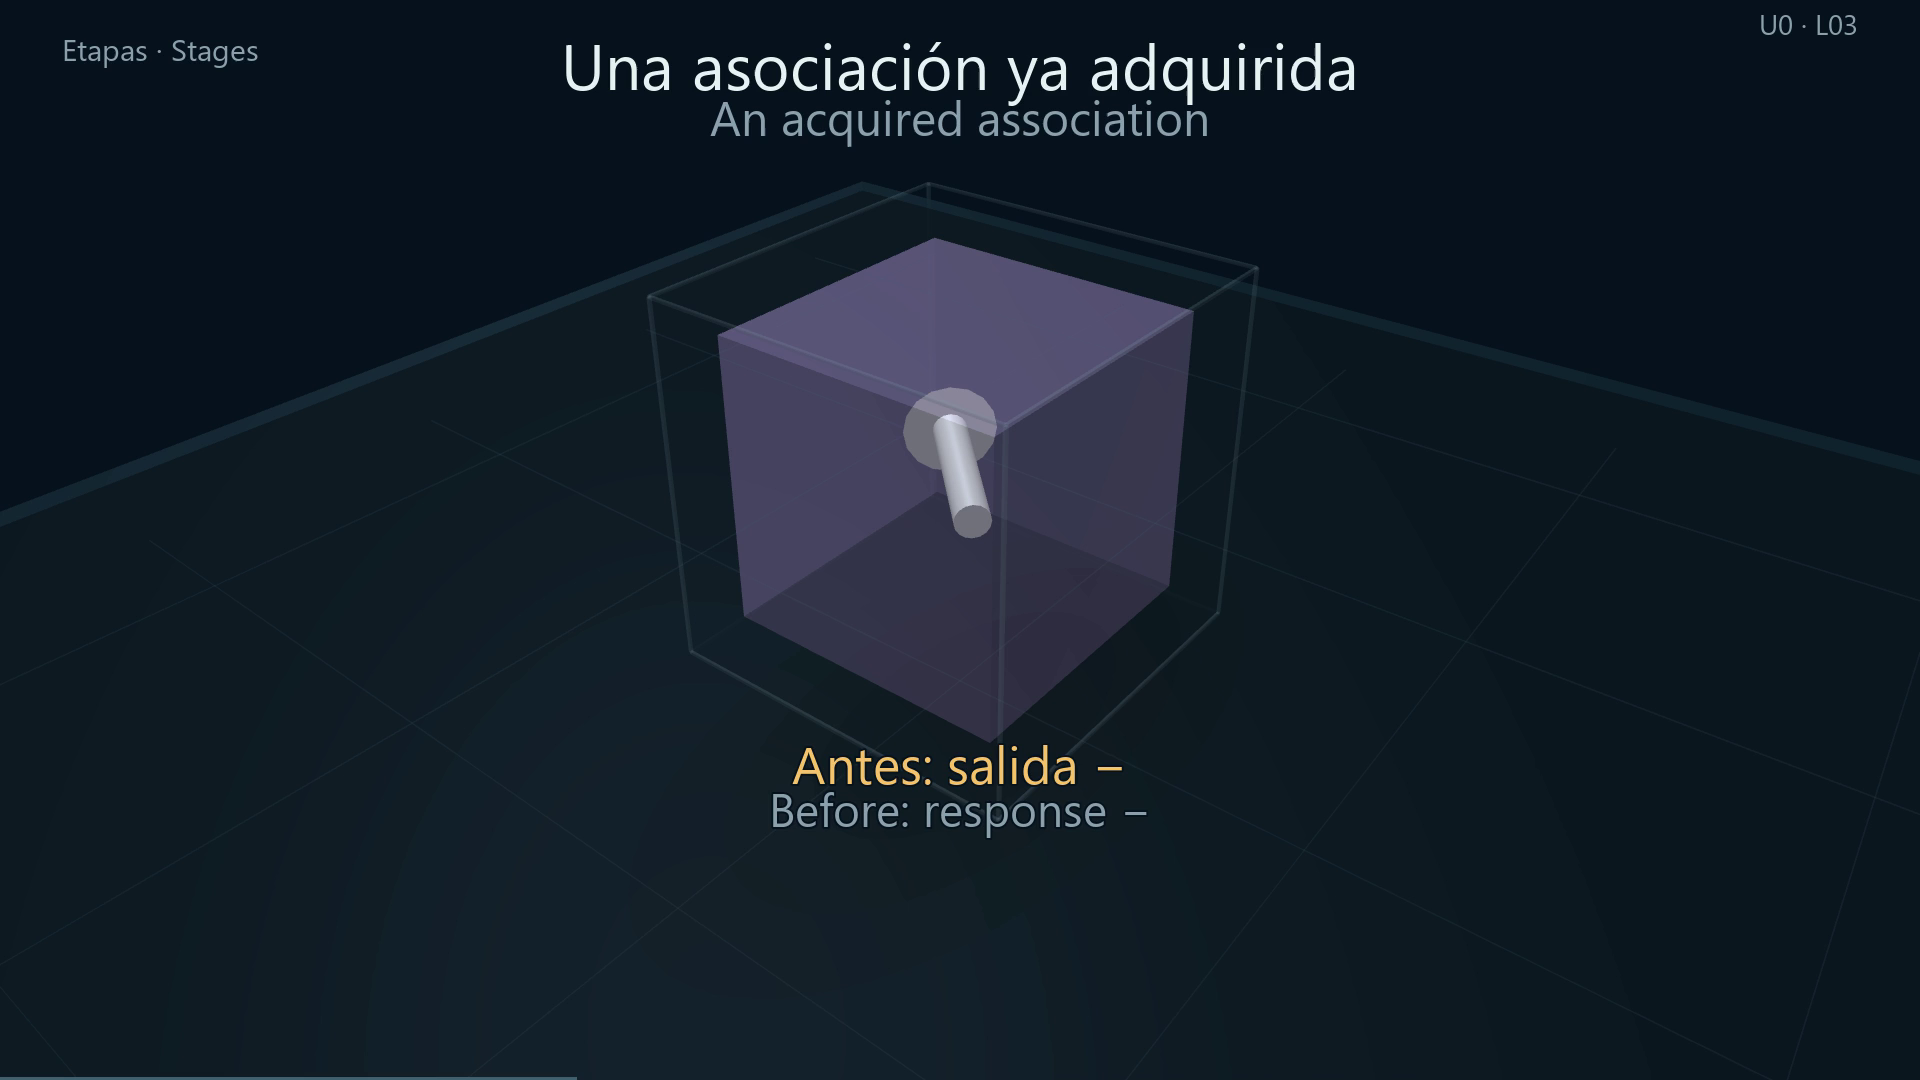 Etapas · Stages
U0 · L03
Una asociación ya adquirida
An acquired association
Antes: salida –
Before: response –